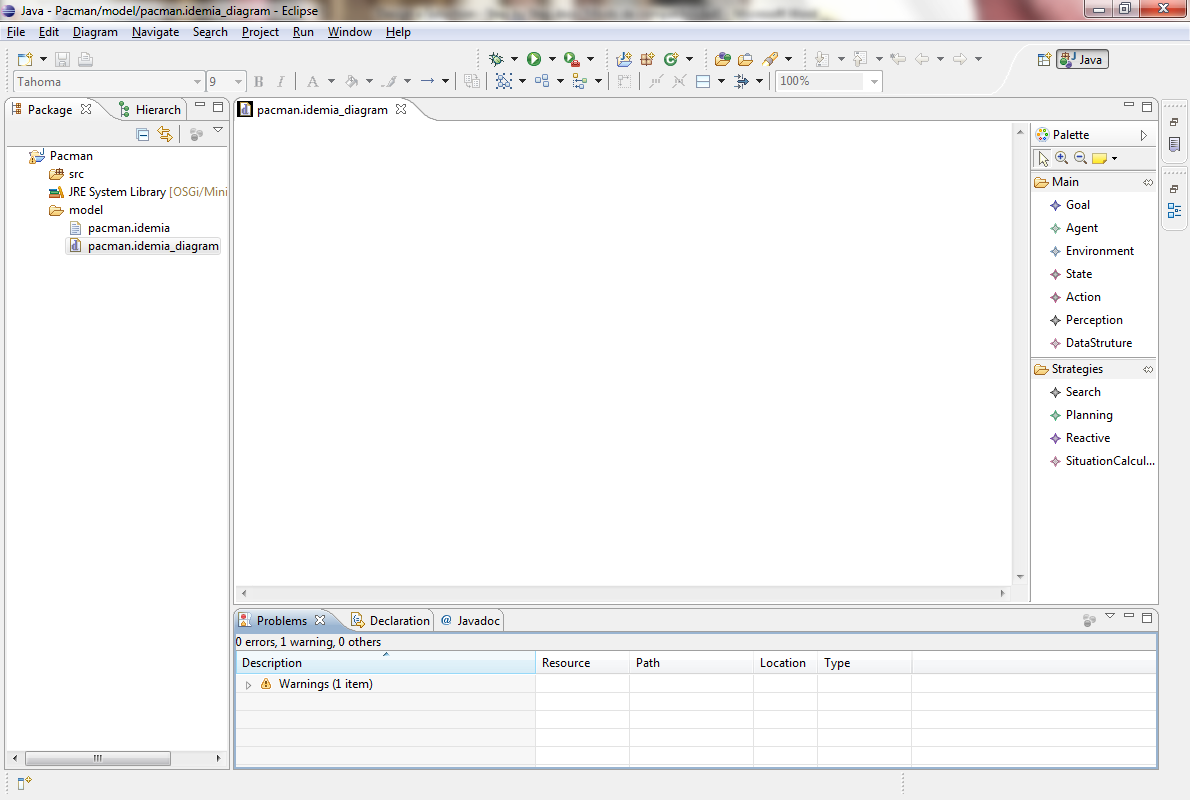 Java - Pacman/model/pacman.idemia_diagram - Eclipse
File Edit Diagram Navigate Search Project Run Window Help
Java
Tahoma 9 B I A 100%
Package Hierarch
pacman.idemia_diagram
Pacman
src
JRE System Library [OSGi/Mini
model
pacman.idemia
pacman.idemia_diagram
Palette
Main
Goal
Agent
Environment
State
Action
Perception
DataStruture
Strategies
Search
Planning
Reactive
SituationCalcul...
Problems Declaration @ Javadoc
0 errors, 1 warning, 0 others
Description Resource Path Location Type
Warnings (1 item)